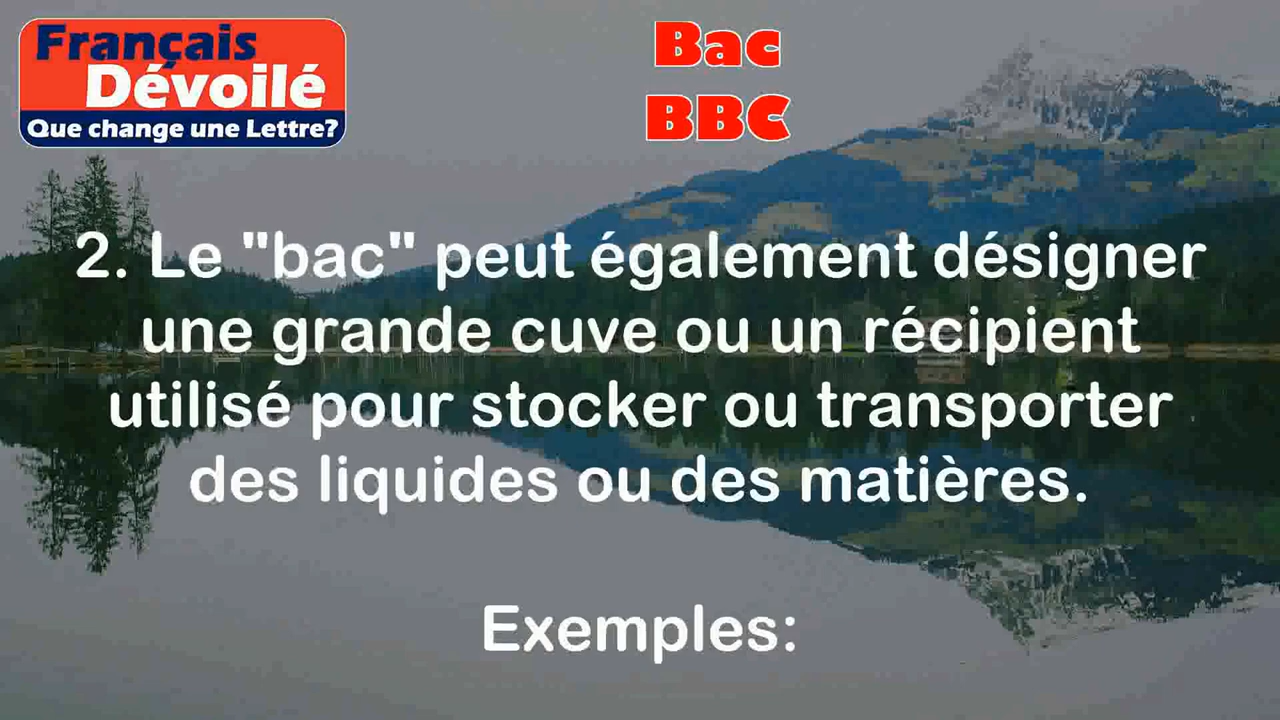 Français
Dévoilé
Que change une Lettre?
Bac
BBC
2. Le "bac" peut également désigner
une grande cuve ou un récipient
utilisé pour stocker ou transporter
des liquides ou des matières.
Exemples: